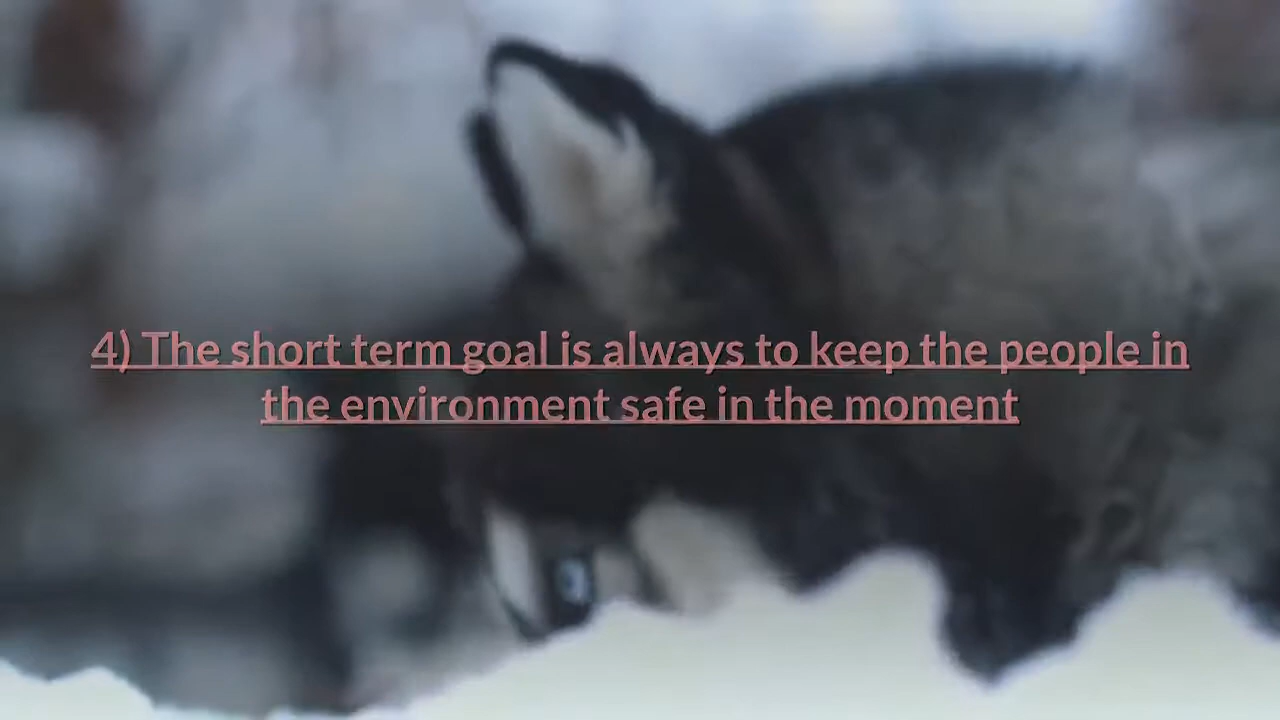 4) The short term goal is always to keep the people in
the environment safe in the moment